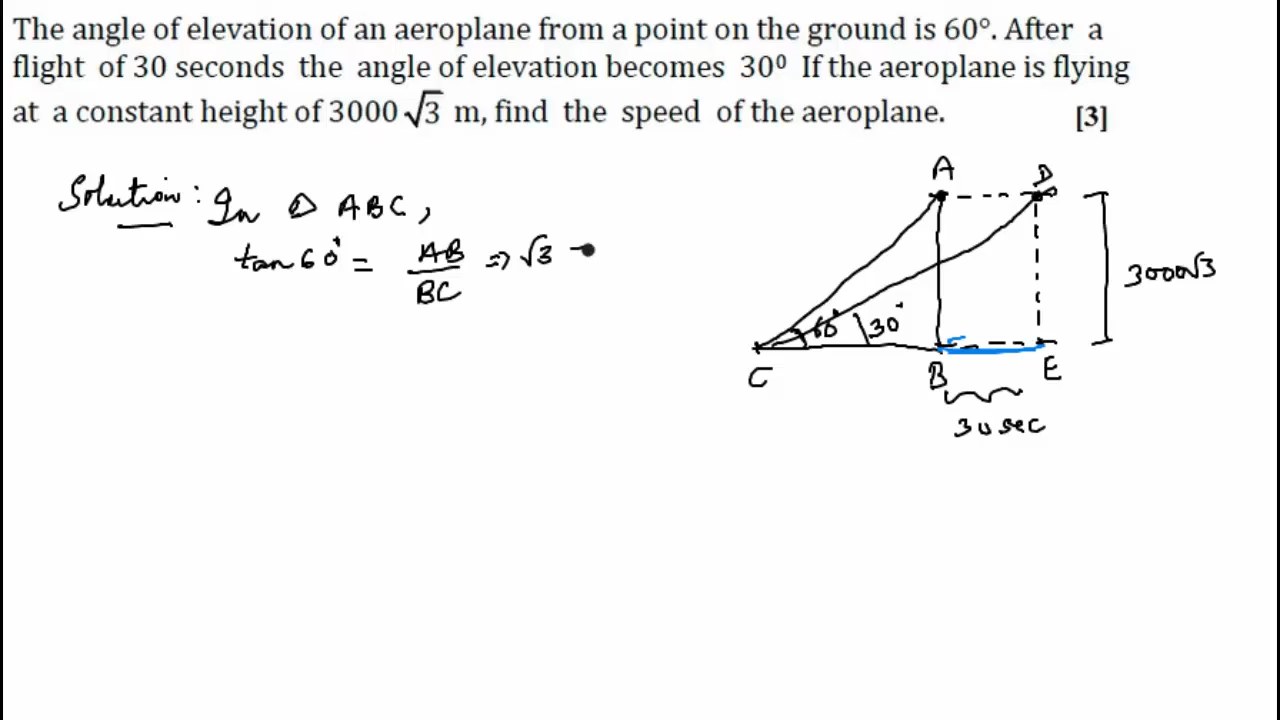 The angle of elevation of an aeroplane from a point on the ground is 60°. After a
flight of 30 seconds the angle of elevation becomes 30⁰ If the aeroplane is flying
at a constant height of 3000 √3 m, find the speed of the aeroplane. [3]
Solution: In △ ABC,
tan 60° = AB/BC => √3 =
A D
60° 30° 3000√3
C B E
30 sec